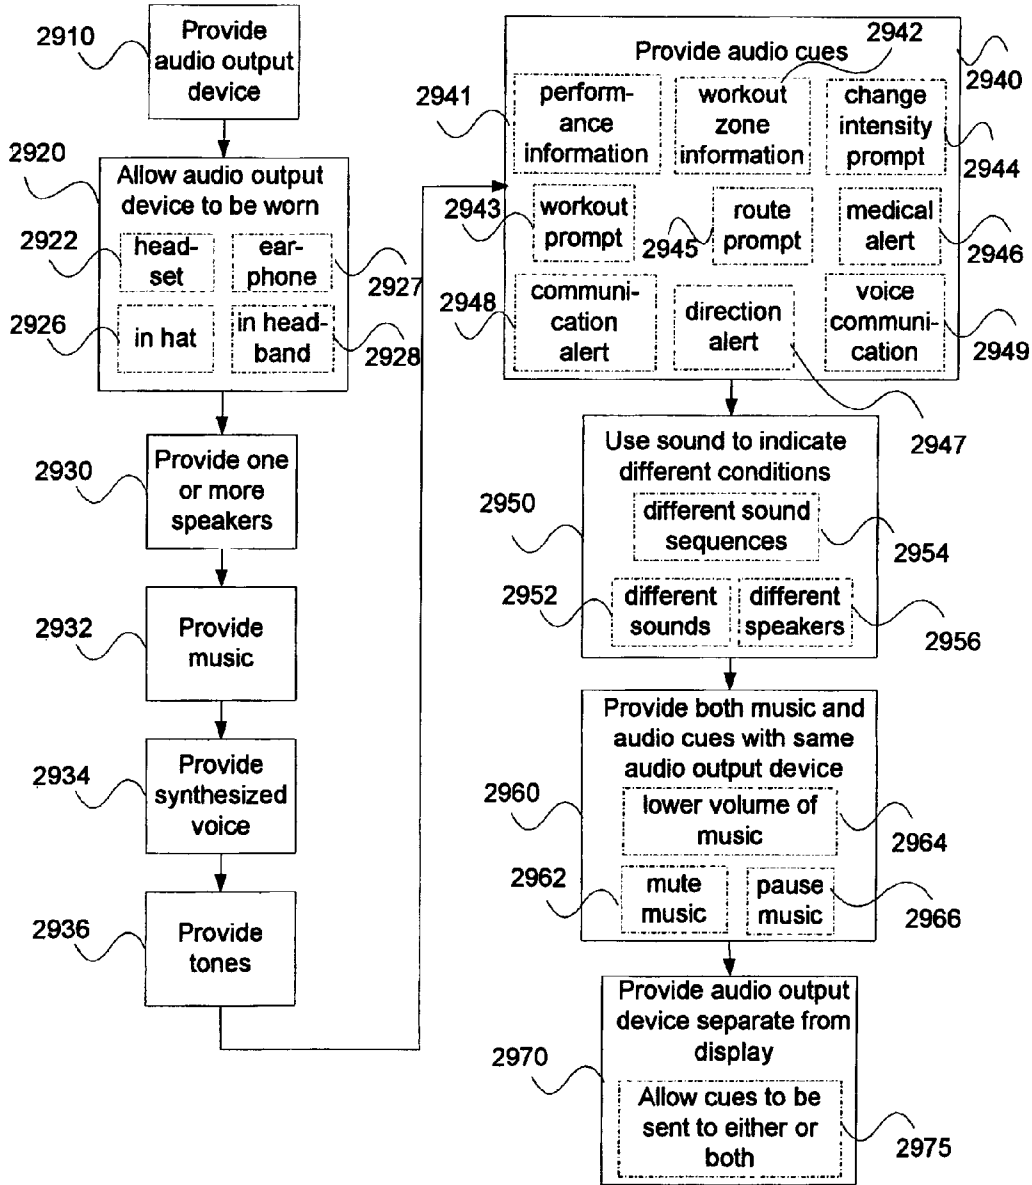 2910
Provide
audio output
device
2920
Allow audio output
device to be worn
2922
head-
set
ear-
phone
2927
2926
in hat
in head-
band
2928
2930
Provide one
or more
speakers
2932
Provide
music
2934
Provide
synthesized
voice
2936
Provide
tones
2942
Provide audio cues
2940
2941
perform-
ance
information
workout
zone
information
change
intensity
prompt
2944
2943
workout
prompt
2945
route
prompt
medical
alert
2946
2948
communi-
cation
alert
direction
alert
voice
communi-
cation
2949
2947
Use sound to indicate
different conditions
2950
different sound
sequences
2954
2952
different
sounds
different
speakers
2956
Provide both music and
audio cues with same
audio output device
2960
lower volume of
music
2964
2962
mute
music
pause
music
2966
Provide audio output
device separate from
display
2970
Allow cues to be
sent to either or
both
2975